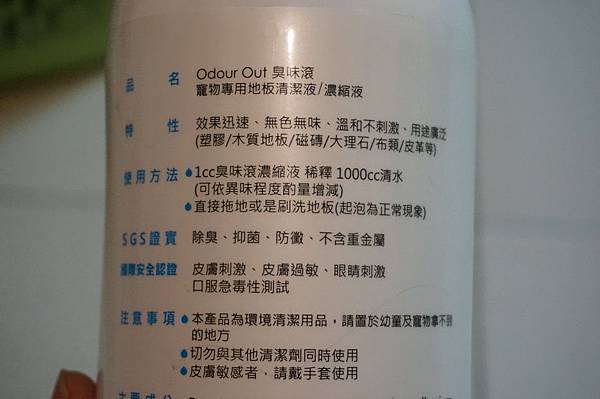 品名 Odour Out 臭味滾
寵物專用地板清潔液/濃縮液
特性 效果迅速、無色無味、溫和不刺激、用途廣泛
(塑膠/木質地板/磁磚/大理石/布類/皮革等)
使用方法 1cc臭味滾濃縮液 稀釋 1000cc清水
(可依異味程度酌量增減)
直接拖地或是刷洗地板(起泡為正常現象)
SGS證實 除臭、抑菌、防黴、不含重金屬
國際安全認證 皮膚刺激、皮膚過敏、眼睛刺激
口服急毒性測試
注意事項 本產品為環境清潔用品，請置於幼童及寵物拿不到
的地方
切勿與其他清潔劑同時使用
皮膚敏感者，請戴手套使用
主要成分